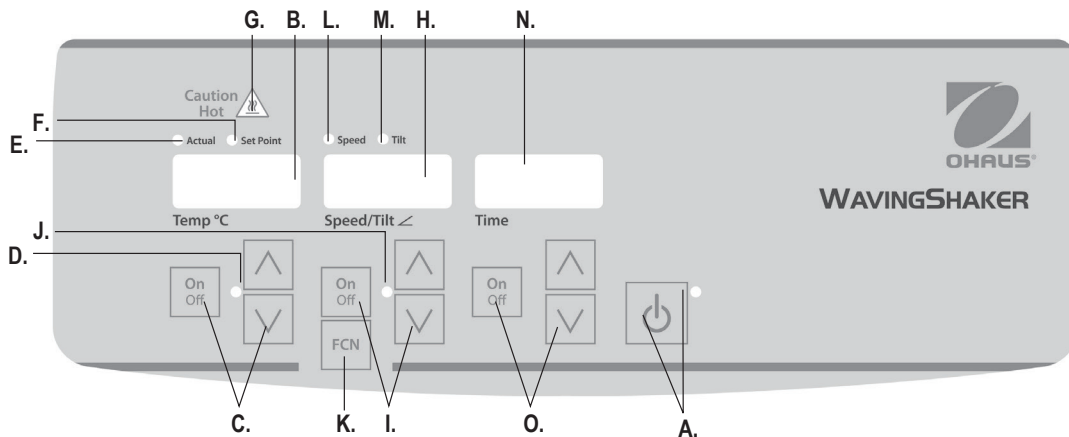 G. B. L. M. H. N.
Caution
Hot
F.
E.
Actual Set Point Speed Tilt
OHAUS®
WAVINGSHAKER
Temp °C Speed/Tilt ∠ Time
J.
D.
On On On
Off Off Off
FCN
C. K. I. O. A.